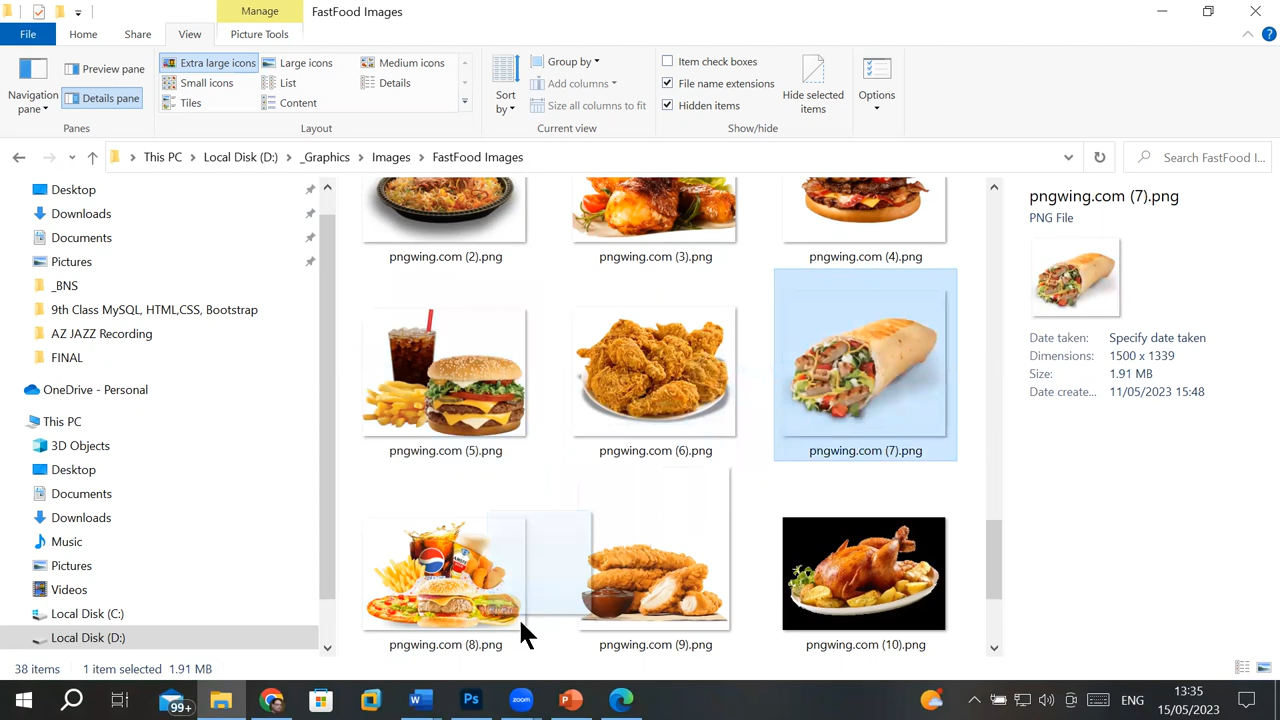 Manage
FastFood Images
File
Home
Share
View
Picture Tools
Navigation
pane
Preview pane
Details pane
Panes
Extra large icons
Large icons
Medium icons
Small icons
List
Details
Tiles
Content
Layout
Sort
by
Group by
Add columns
Size all columns to fit
Current view
Item check boxes
File name extensions
Hidden items
Hide selected
items
Show/hide
Options
This PC
Local Disk (D:)
_Graphics
Images
FastFood Images
Search FastFood I...
Desktop
Downloads
Documents
Pictures
_BNS
9th Class MySQL, HTML,CSS, Bootstrap
AZ JAZZ Recording
FINAL
OneDrive - Personal
This PC
3D Objects
Desktop
Documents
Downloads
Music
Pictures
Videos
Local Disk (C:)
Local Disk (D:)
pngwing.com (2).png
pngwing.com (3).png
pngwing.com (4).png
pngwing.com (5).png
pngwing.com (6).png
pngwing.com (7).png
pepsi
pngwing.com (8).png
pngwing.com (9).png
pngwing.com (10).png
pngwing.com (7).png
PNG File
Date taken: Specify date taken
Dimensions: 1500 x 1339
Size: 1.91 MB
Date create... 11/05/2023 15:48
38 items
1 item selected 1.91 MB
99+
W
Ps
zoom
P
ENG
13:35
15/05/2023